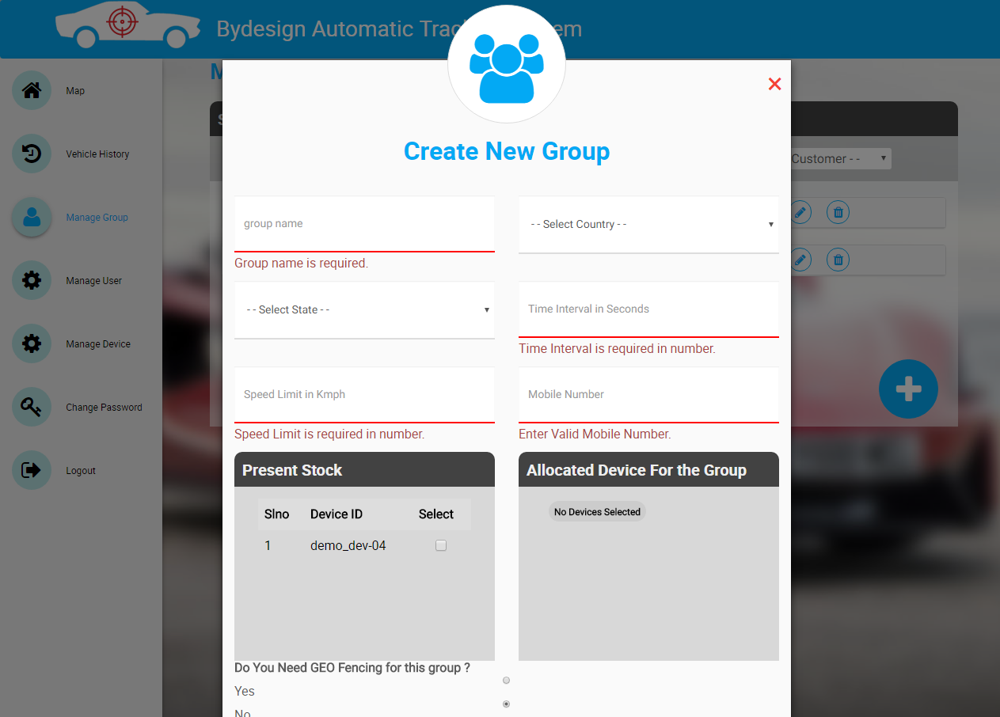 Bydesign Automatic Trac em
Map
Vehicle History
Manage Group
Manage User
Manage Device
Change Password
Logout
Customer - -
Create New Group
group name
- - Select Country - -
Group name is required.
- - Select State - -
Time Interval in Seconds
Time Interval is required in number.
Speed Limit in Kmph
Mobile Number
Speed Limit is required in number.
Enter Valid Mobile Number.
Present Stock
Allocated Device For the Group
Slno Device ID Select
No Devices Selected
1 demo_dev-04
Do You Need GEO Fencing for this group ?
Yes
No